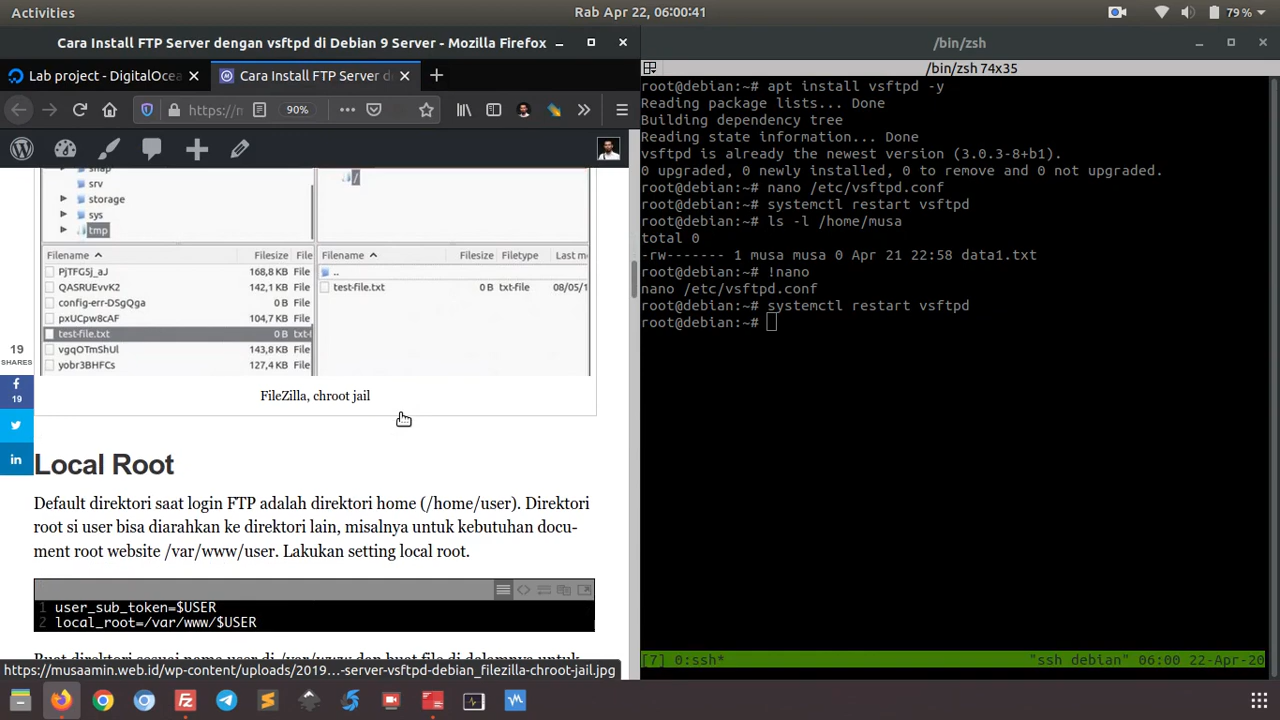 Activities
Rab Apr 22, 06:00:41
79 %
Cara Install FTP Server dengan vsftpd di Debian 9 Server - Mozilla Firefox
Lab project - DigitalOcea
Cara Install FTP Server d
https://n
90%
srv
storage
sys
tmp
/
Filename Filesize File
PjTFG5j_aJ 168,8 KB File
QASRUEvvK2 142,1 KB File
config-err-DSgQga 0 B File
pXUCpw8cAF 104,7 KB File
test-file.txt 0 B txt-f
vgqOTmShUl 143,8 KB File
yobr3BHFCs 127,4 KB File
Filename Filesize Filetype Last mo
..
test-file.txt 0 B txt-file 08/05/1
FileZilla, chroot jail
19
SHARES
19
Local Root
Default direktori saat login FTP adalah direktori home (/home/user). Direktori
root si user bisa diarahkan ke direktori lain, misalnya untuk kebutuhan docu-
ment root website /var/www/user. Lakukan setting local root.
1 user_sub_token=$USER
2 local_root=/var/www/$USER
https://musaamin.web.id/wp-content/uploads/2019…-server-vsftpd-debian_filezilla-chroot-jail.jpg
/bin/zsh
/bin/zsh 74x35
root@debian:~# apt install vsftpd -y
Reading package lists... Done
Building dependency tree
Reading state information... Done
vsftpd is already the newest version (3.0.3-8+b1).
0 upgraded, 0 newly installed, 0 to remove and 0 not upgraded.
root@debian:~# nano /etc/vsftpd.conf
root@debian:~# systemctl restart vsftpd
root@debian:~# ls -l /home/musa
total 0
-rw------- 1 musa musa 0 Apr 21 22:58 data1.txt
root@debian:~# !nano
nano /etc/vsftpd.conf
root@debian:~# systemctl restart vsftpd
root@debian:~#
[7] 0:ssh* "ssh debian" 06:00 22-Apr-20